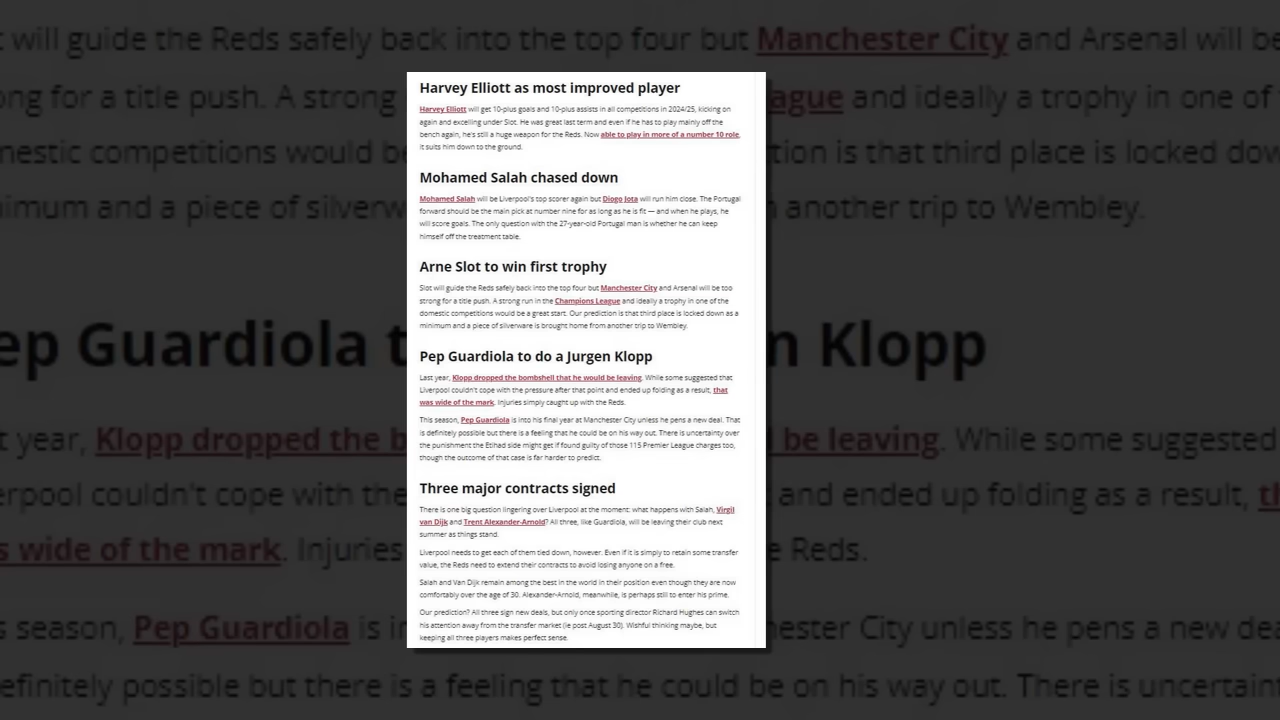 Harvey Elliott as most improved player
Harvey Elliott will get 10-plus goals and 10-plus assists in all competitions in 2024/25, kicking on
again and excelling under Slot. He was great last term and even if he has to play mainly off the
bench again, he's still a huge weapon for the Reds. Now able to play in more of a number 10 role,
it suits him down to the ground.
Mohamed Salah chased down
Mohamed Salah will be Liverpool's top scorer again but Diogo Jota will run him close. The Portugal
forward should be the main pick at number nine for as long as he is fit — and when he plays, he
will score goals. The only question with the 27-year-old Portugal man is whether he can keep
himself off the treatment table.
Arne Slot to win first trophy
Slot will guide the Reds safely back into the top four but Manchester City and Arsenal will be too
strong for a title push. A strong run in the Champions League and ideally a trophy in one of the
domestic competitions would be a great start. Our prediction is that third place is locked down as a
minimum and a piece of silverware is brought home from another trip to Wembley.
Pep Guardiola to do a Jurgen Klopp
Last year, Klopp dropped the bombshell that he would be leaving. While some suggested that
Liverpool couldn't cope with the pressure after that point and ended up folding as a result, that
was wide of the mark. Injuries simply caught up with the Reds.
This season, Pep Guardiola is into his final year at Manchester City unless he pens a new deal. That
is definitely possible but there is a feeling that he could be on his way out. There is uncertainty over
the punishment the Etihad side might get if found guilty of those 115 Premier League charges too,
though the outcome of that case is far harder to predict.
Three major contracts signed
There is one big question lingering over Liverpool at the moment: what happens with Salah, Virgil
van Dijk and Trent Alexander-Arnold? All three, like Guardiola, will be leaving their club next
summer as things stand.
Liverpool needs to get each of them tied down, however. Even if it is simply to retain some transfer
value, the Reds need to extend their contracts to avoid losing anyone on a free.
Salah and Van Dijk remain among the best in the world in their position even though they are now
comfortably over the age of 30. Alexander-Arnold, meanwhile, is perhaps still to enter his prime.
Our prediction? All three sign new deals, but only once sporting director Richard Hughes can switch
his attention away from the transfer market (ie post August 30). Wishful thinking maybe, but
keeping all three players makes perfect sense.